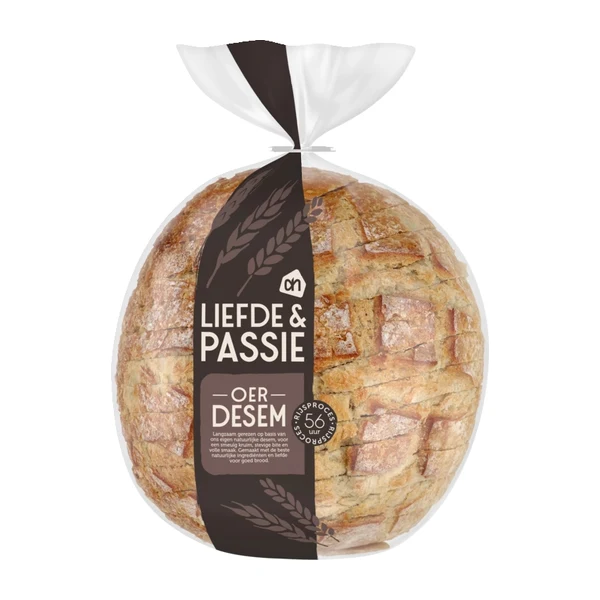 ah
LIEFDE &
PASSIE
OER
DESEM
Langzaam gerezen op basis van
ons eigen natuurlijke desem, voor
een smeuïg kruim, stevige bite en
volle smaak. Gemaakt met de beste
natuurlijke ingrediënten en liefde
voor goed brood.
• RIJSPROCES • RIJSPROCES
56
uur